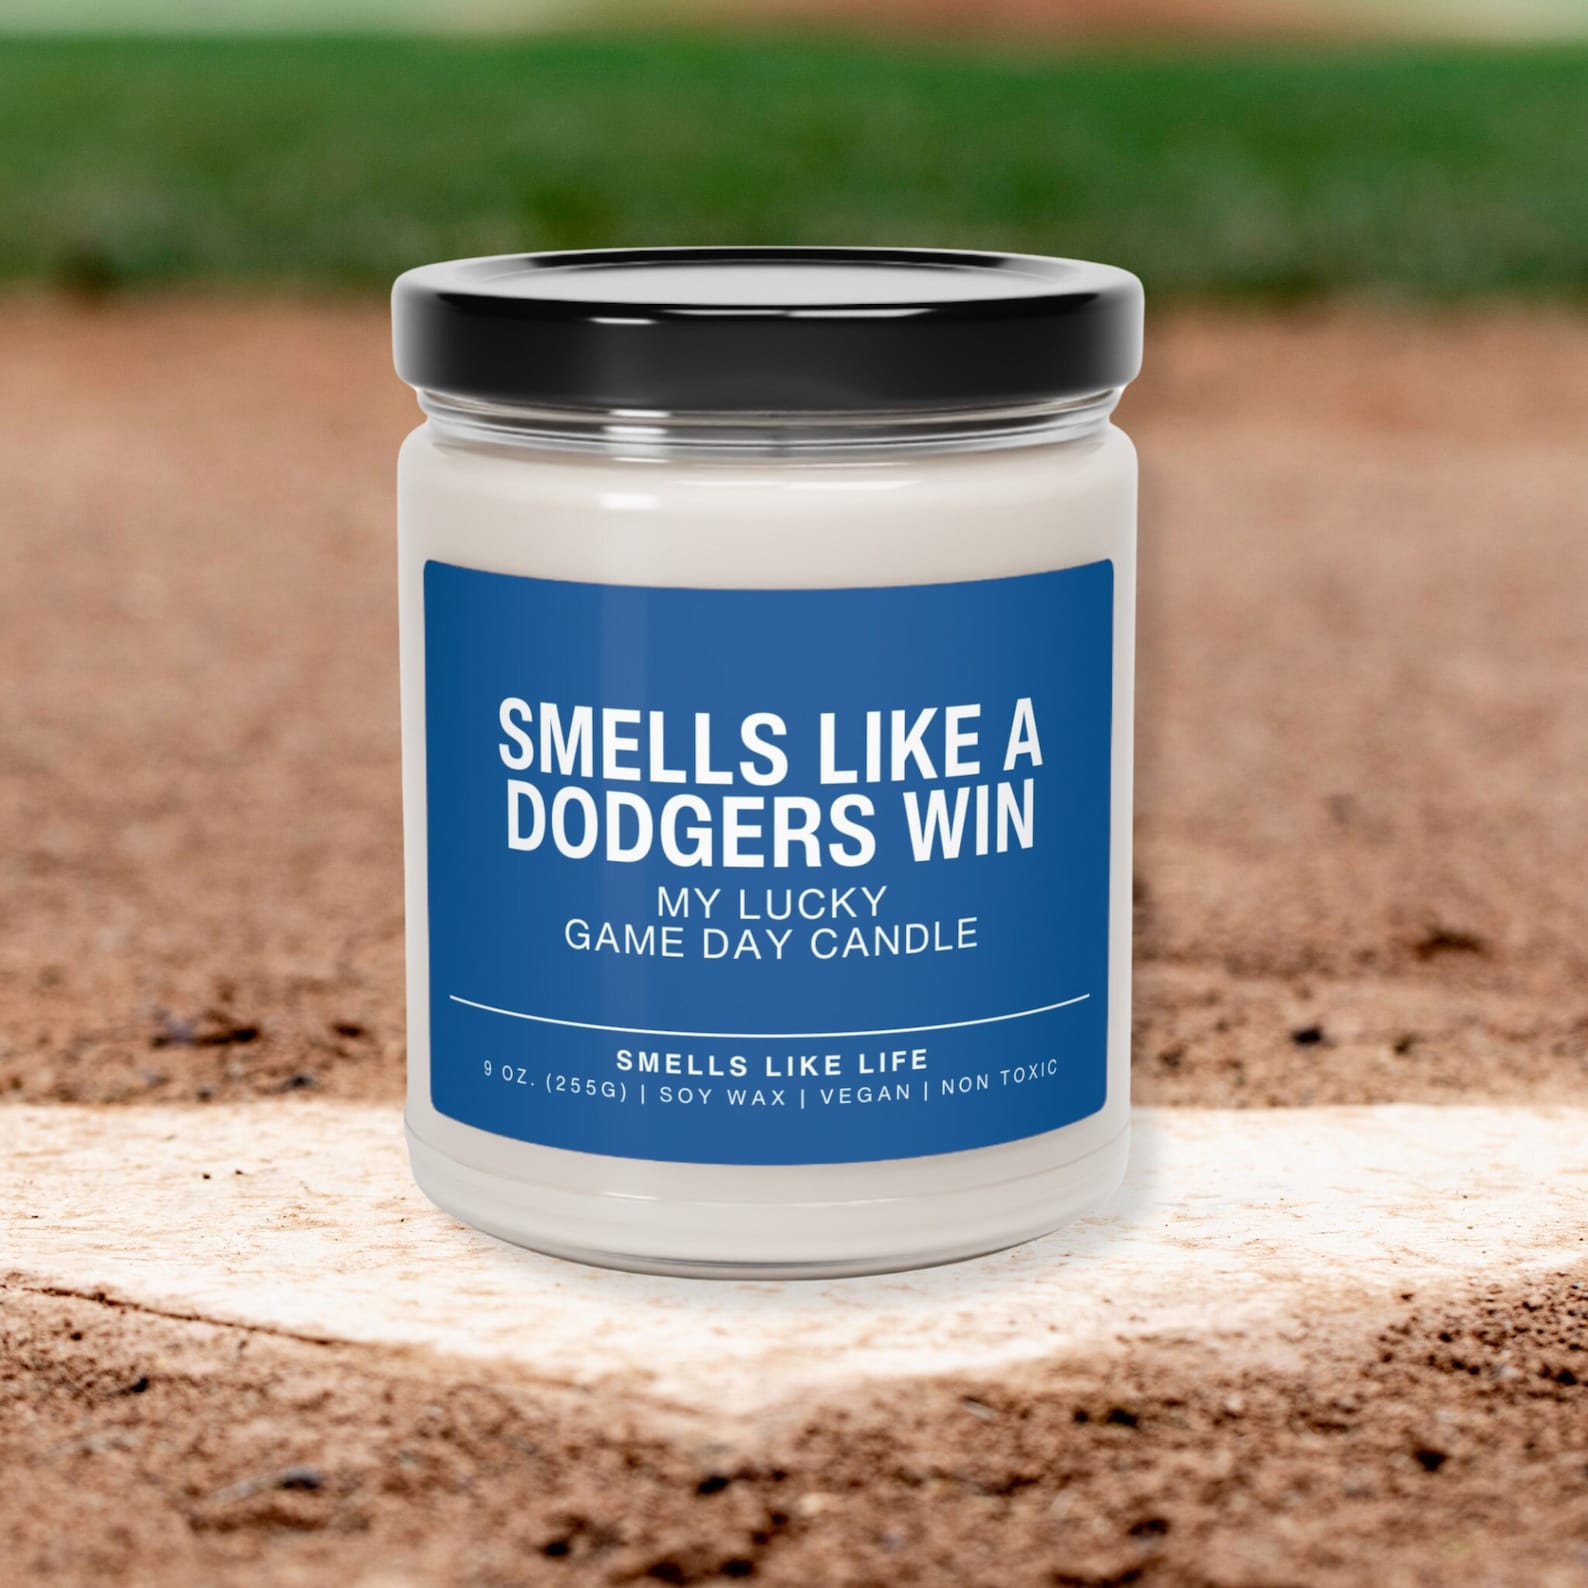 SMELLS LIKE A
DODGERS WIN
MY LUCKY
GAME DAY CANDLE
SMELLS LIKE LIFE
9 OZ. (255G) | SOY WAX | VEGAN | NON TOXIC